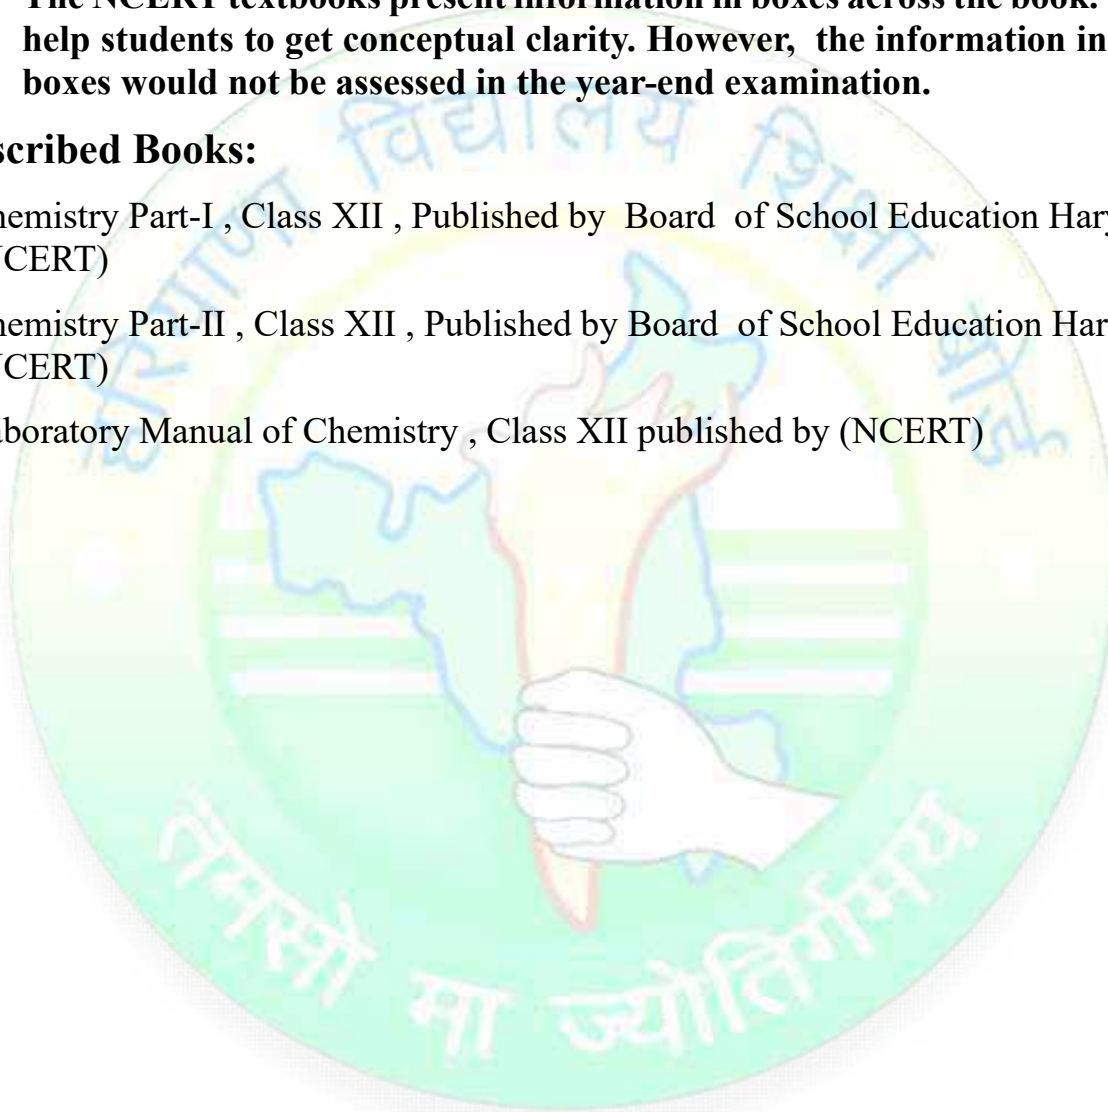 The NCERT textbooks present information in boxes across the book.
help students to get conceptual clarity. However, the information in
boxes would not be assessed in the year-end examination.
scribed Books:
hemistry Part-I , Class XII , Published by Board of School Education Hary
NCERT)
hemistry Part-II , Class XII , Published by Board of School Education Har
NCERT)
aboratory Manual of Chemistry , Class XII published by (NCERT)
हरियाणा विद्यालय शिक्षा बोर्ड
तमसो मा ज्योतिर्गमय